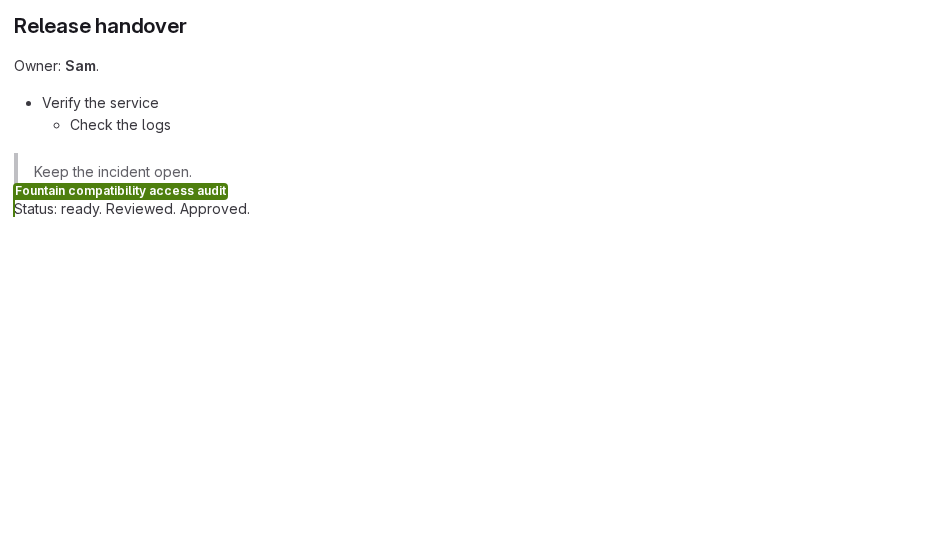 Release handover
Owner: Sam.
Verify the service
Check the logs
Keep the incident open.
Fountain compatibility access audit
Status: ready. Reviewed. Approved.